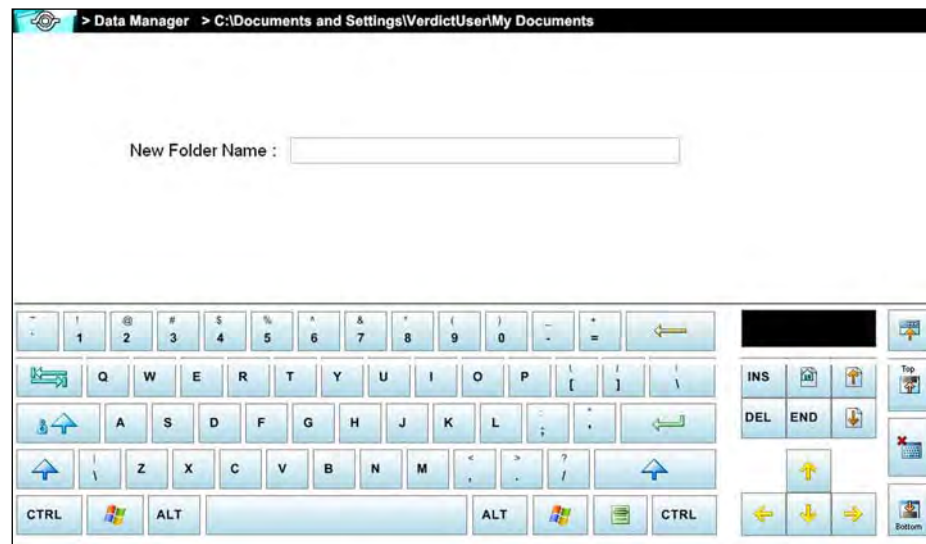 > Data Manager > C:\Documents and Settings\VerdictUser\My Documents
New Folder Name :
~ ! @ # $ % ^ & * ( ) _ +
1 2 3 4 5 6 7 8 9 0 - =
Q W E R T Y U I O P [ ] \
INS
Top
A S D F G H J K L ; '
DEL END
< > ?
\ Z X C V B N M , . /
CTRL ALT ALT CTRL
Bottom